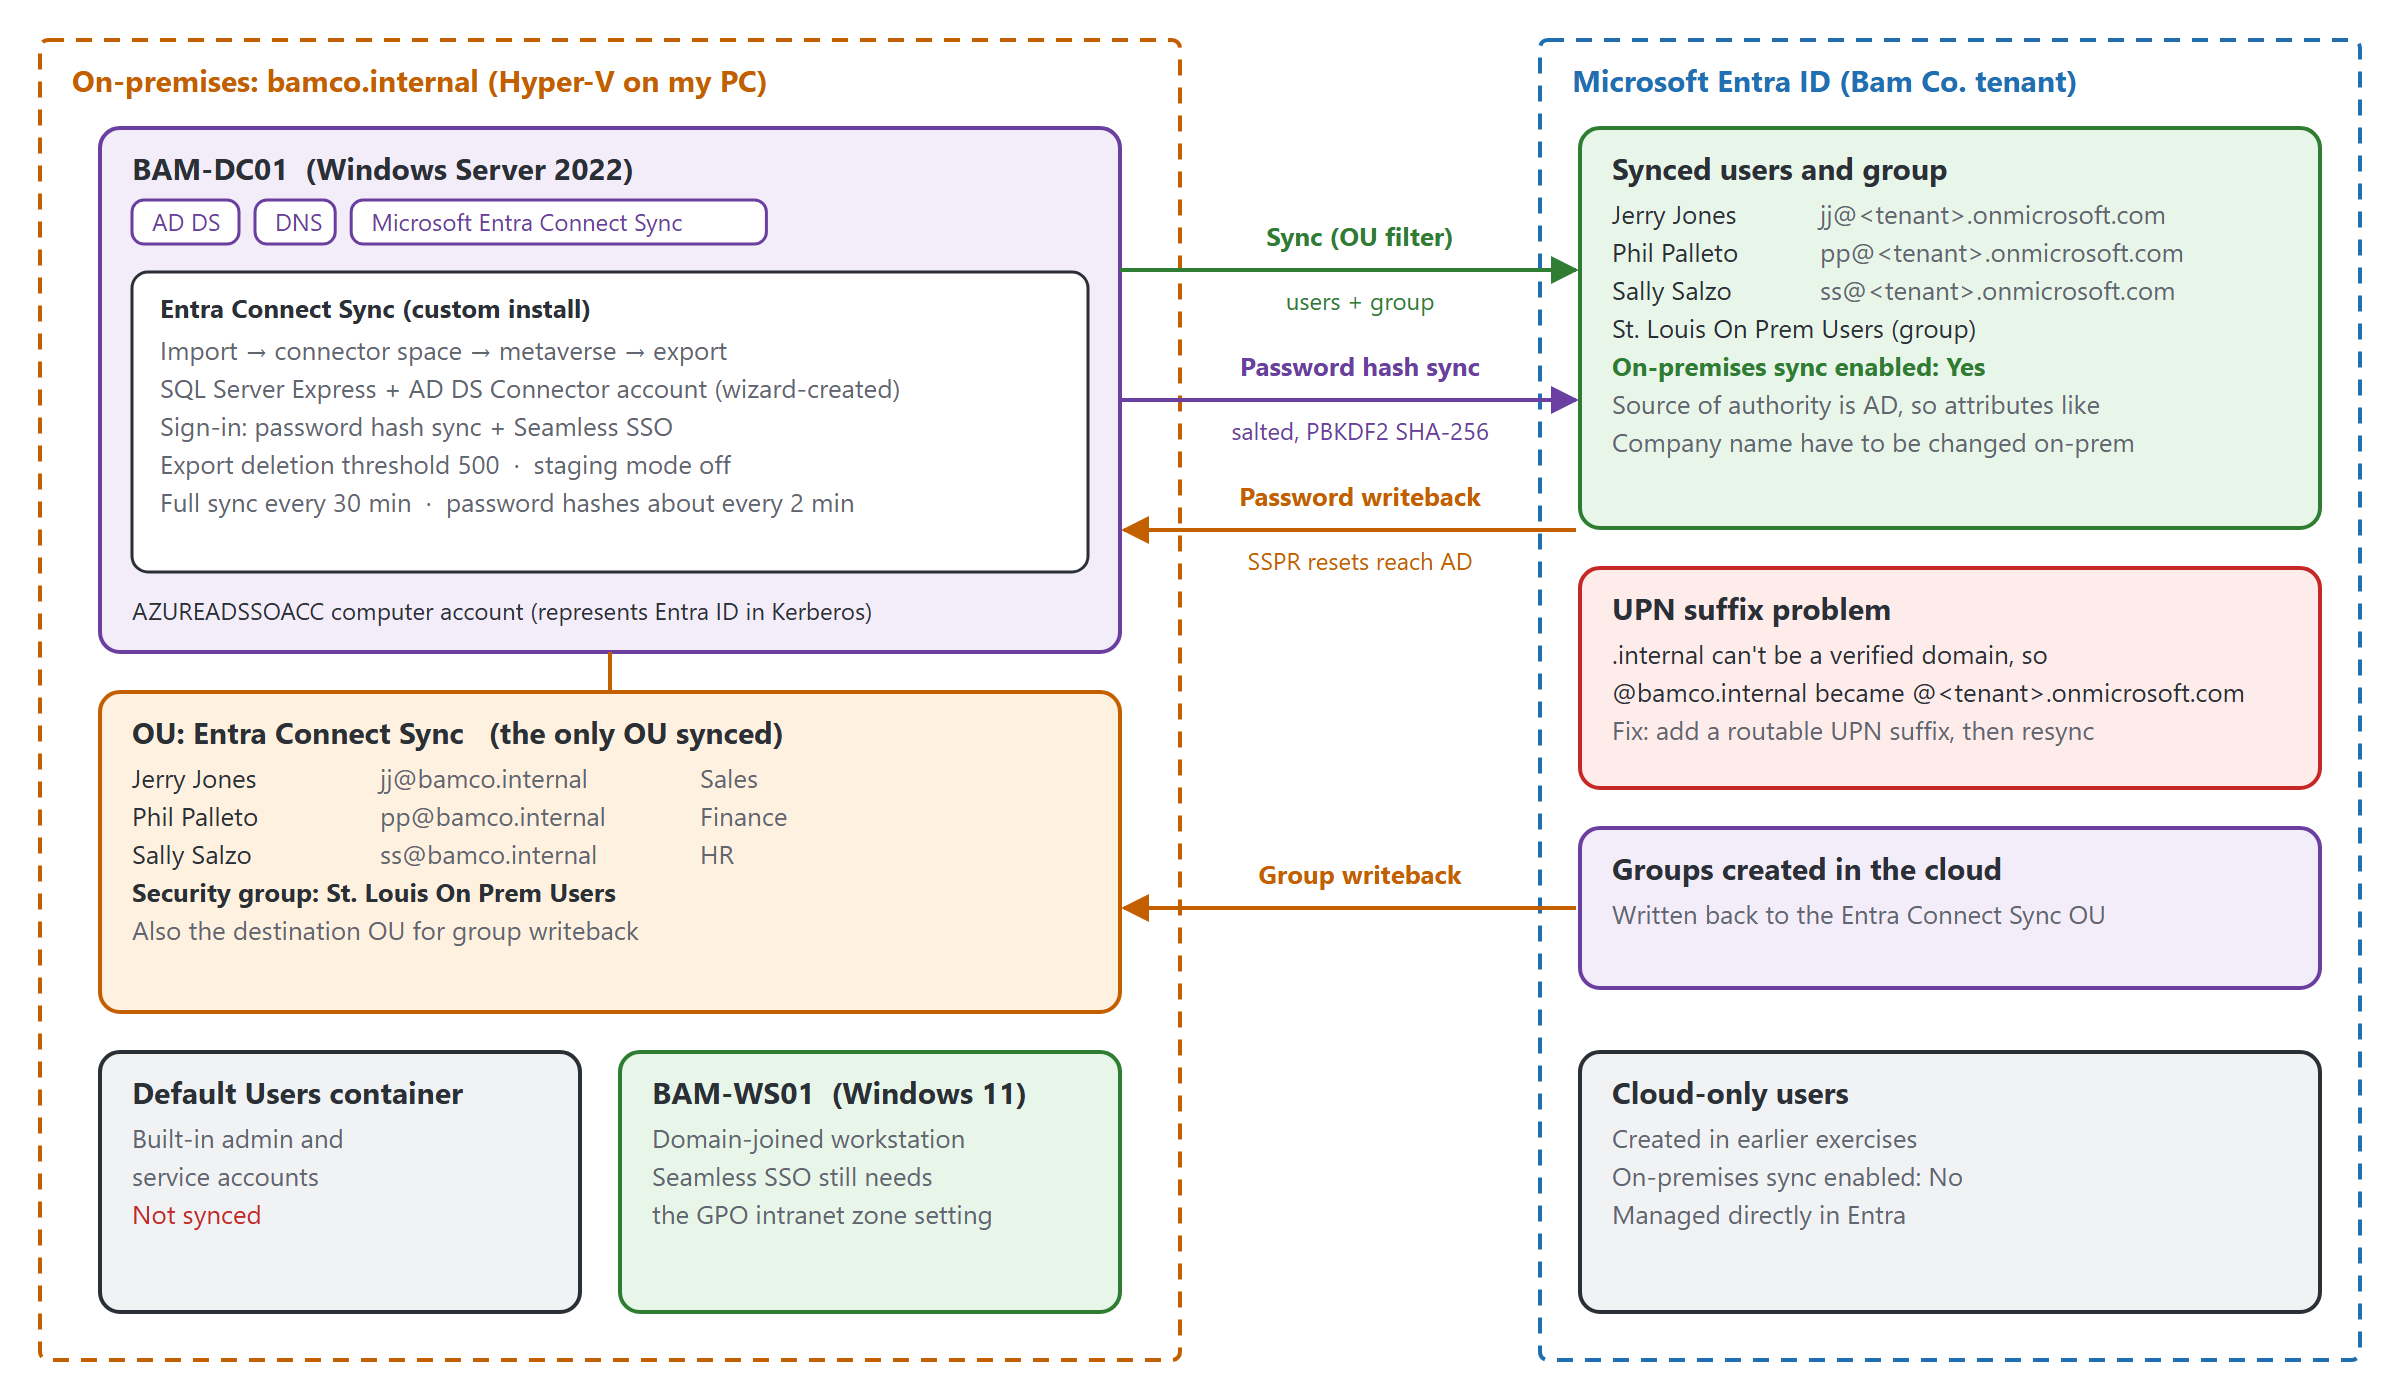 On-premises: bamco.internal (Hyper-V on my PC)
BAM-DC01 (Windows Server 2022)
AD DS
DNS
Microsoft Entra Connect Sync
Entra Connect Sync (custom install)
Import → connector space → metaverse → export
SQL Server Express + AD DS Connector account (wizard-created)
Sign-in: password hash sync + Seamless SSO
Export deletion threshold 500 · staging mode off
Full sync every 30 min · password hashes about every 2 min
AZUREADSSOACC computer account (represents Entra ID in Kerberos)
OU: Entra Connect Sync (the only OU synced)
Jerry Jones jj@bamco.internal Sales
Phil Palleto pp@bamco.internal Finance
Sally Salzo ss@bamco.internal HR
Security group: St. Louis On Prem Users
Also the destination OU for group writeback
Default Users container
Built-in admin and
service accounts
Not synced
BAM-WS01 (Windows 11)
Domain-joined workstation
Seamless SSO still needs
the GPO intranet zone setting
Sync (OU filter)
users + group
Password hash sync
salted, PBKDF2 SHA-256
Password writeback
SSPR resets reach AD
Group writeback
Microsoft Entra ID (Bam Co. tenant)
Synced users and group
Jerry Jones jj@<tenant>.onmicrosoft.com
Phil Palleto pp@<tenant>.onmicrosoft.com
Sally Salzo ss@<tenant>.onmicrosoft.com
St. Louis On Prem Users (group)
On-premises sync enabled: Yes
Source of authority is AD, so attributes like
Company name have to be changed on-prem
UPN suffix problem
.internal can't be a verified domain, so
@bamco.internal became @<tenant>.onmicrosoft.com
Fix: add a routable UPN suffix, then resync
Groups created in the cloud
Written back to the Entra Connect Sync OU
Cloud-only users
Created in earlier exercises
On-premises sync enabled: No
Managed directly in Entra